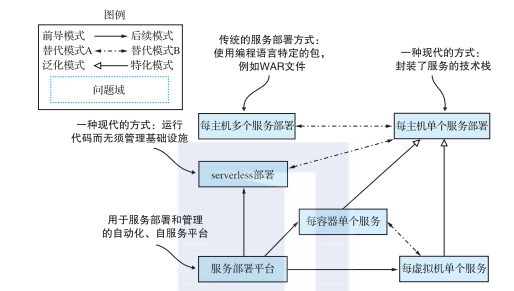 图例
前导模式 后续模式
替代模式A 替代模式B
泛化模式 特化模式
问题域
传统的服务部署方式：
使用编程语言特定的包，
例如WAR文件
一种现代的方式：
封装了服务的技术栈
每主机多个服务部署
每主机单个服务部署
一种现代的方式：运行
代码而无须管理基础设施
serverless部署
每容器单个服务
用于服务部署和管理
的自动化、自服务平台
服务部署平台
每虚拟机单个服务